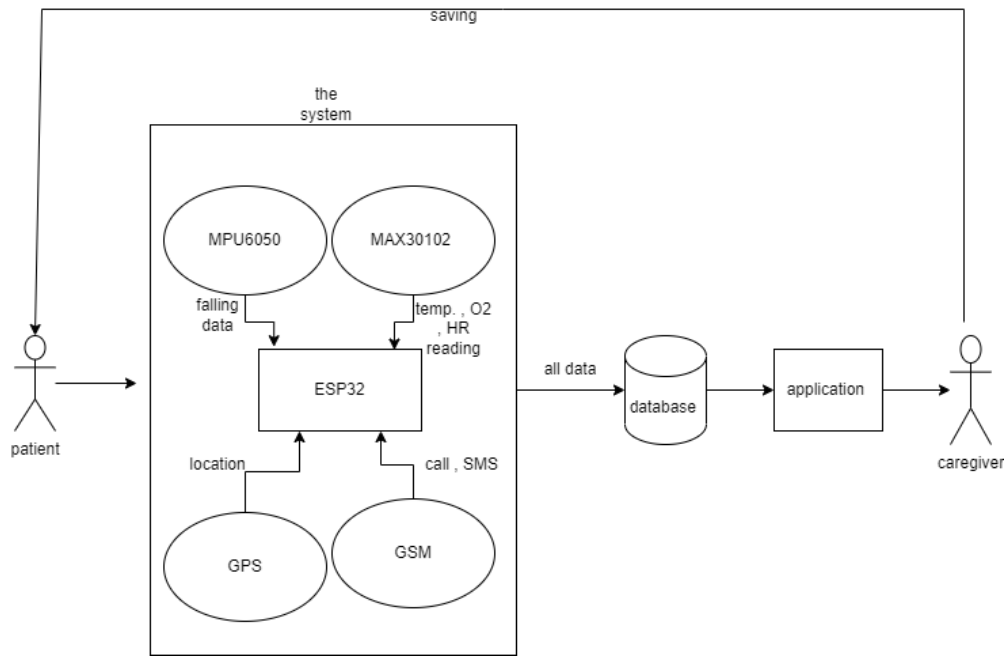 saving
the
system
MPU6050
MAX30102
falling
data
temp. , O2
, HR
reading
ESP32
all data
database
application
patient
caregiver
location
call , SMS
GPS
GSM